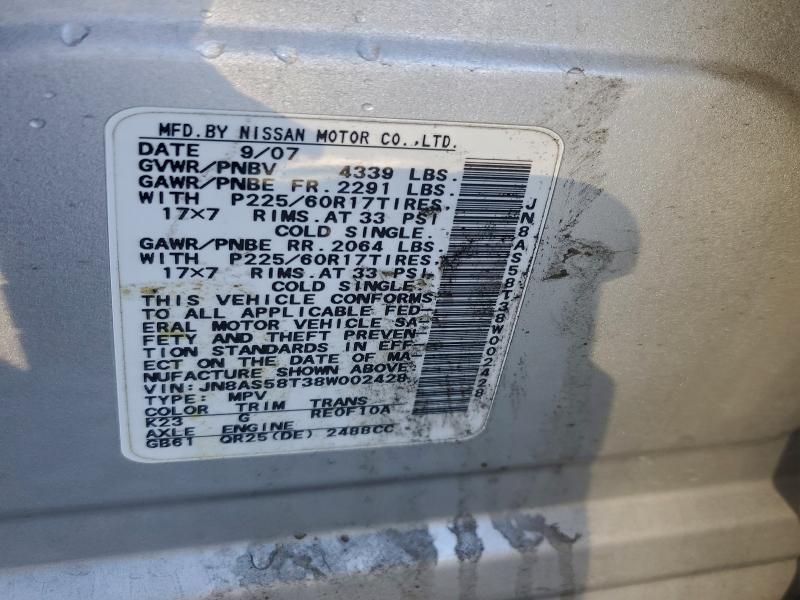 MFD.BY NISSAN MOTOR CO.,LTD.
DATE 9/07
GVWR/PNBV 4339 LBS.
GAWR/PNBE FR. 2291 LBS.
WITH P225/60R17TIRES,
17×7 RIMS.AT 33 PSI
COLD SINGLE.
GAWR/PNBE RR. 2064 LBS.
WITH P225/60R17TIRES,
17×7 RIMS.AT 33 PSI
COLD SINGLE.
THIS VEHICLE CONFORMS
TO ALL APPLICABLE FED-
ERAL MOTOR VEHICLE SA-
FETY AND THEFT PREVEN-
TION STANDARDS IN EFF-
ECT ON THE DATE OF MA-
NUFACTURE SHOWN ABOVE
VIN: JN8AS58T38W002428
TYPE: MPV
COLOR TRIM TRANS
K23 G RE0F10A
AXLE ENGINE
GB61 QR25(DE) 2488CC
JN8AS58T38W002428